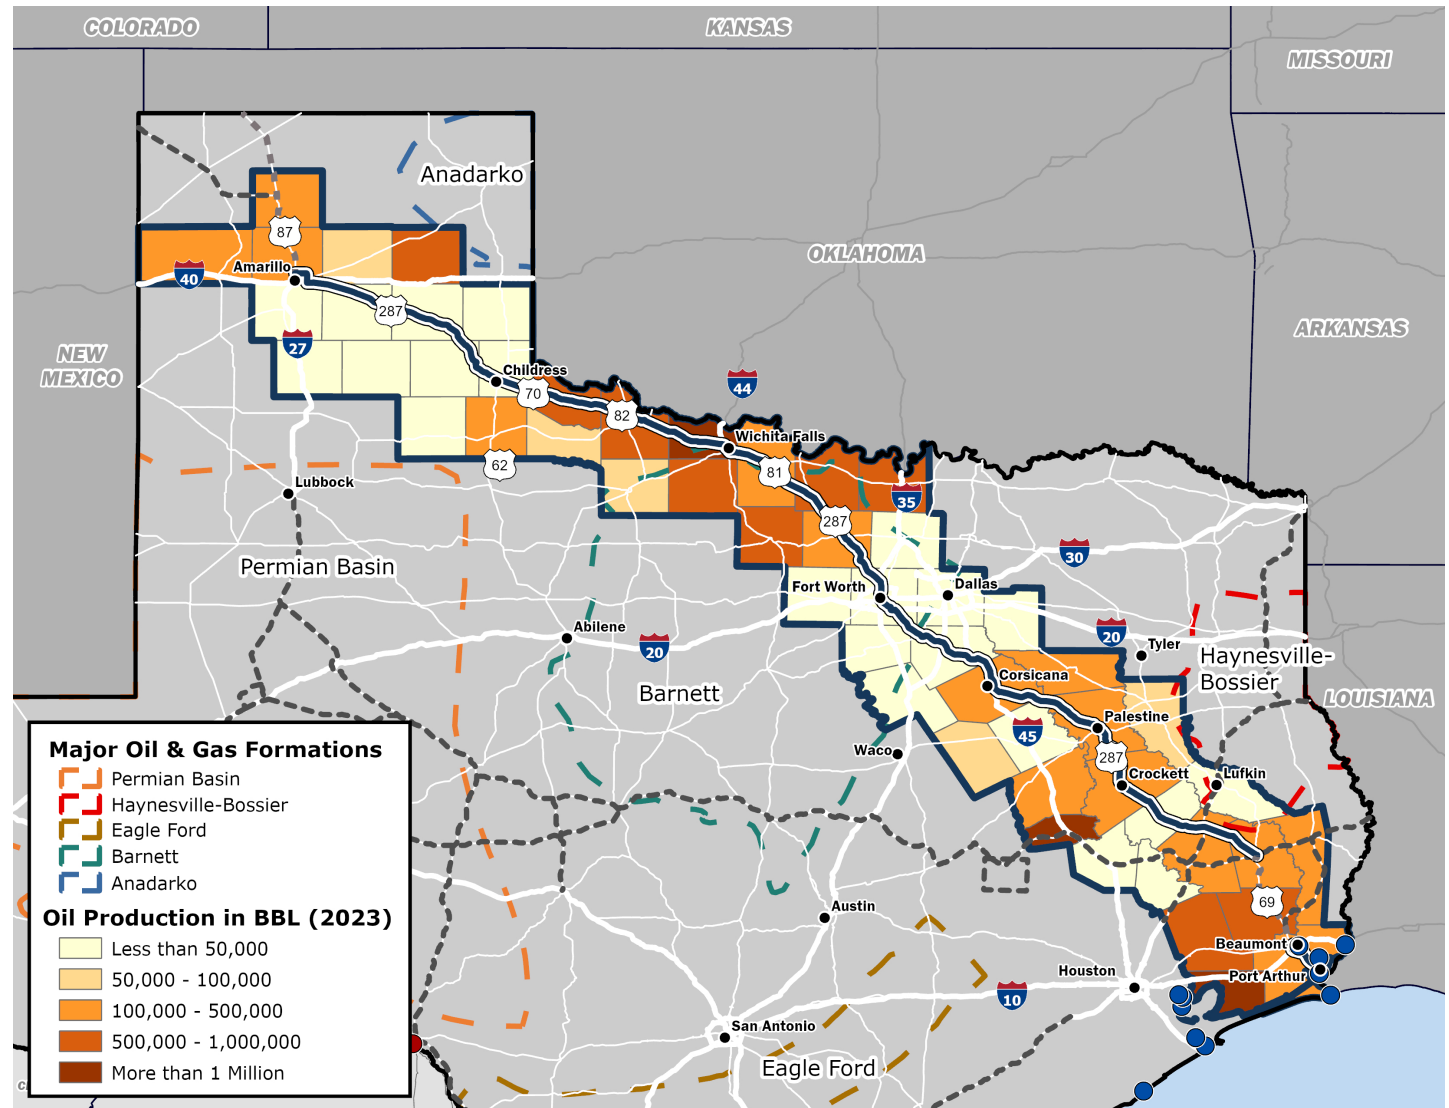 COLORADO
KANSAS
MISSOURI
Anadarko
87
OKLAHOMA
Amarillo
40
287
ARKANSAS
27
NEW
MEXICO
Childress
44
70
82
Wichita Falls
62
81
Lubbock
35
287
30
Permian Basin
Fort Worth
Dallas
Abilene
20
20
Tyler
Haynesville-
Bossier
Barnett
Corsicana
LOUISIANA
Palestine
45
Waco
287
Crockett
Lufkin
Major Oil & Gas Formations
Permian Basin
Haynesville-Bossier
Eagle Ford
Barnett
Anadarko
Oil Production in BBL (2023)
Less than 50,000
50,000 - 100,000
100,000 - 500,000
500,000 - 1,000,000
More than 1 Million
Austin
69
Beaumont
Houston
Port Arthur
10
San Antonio
Eagle Ford